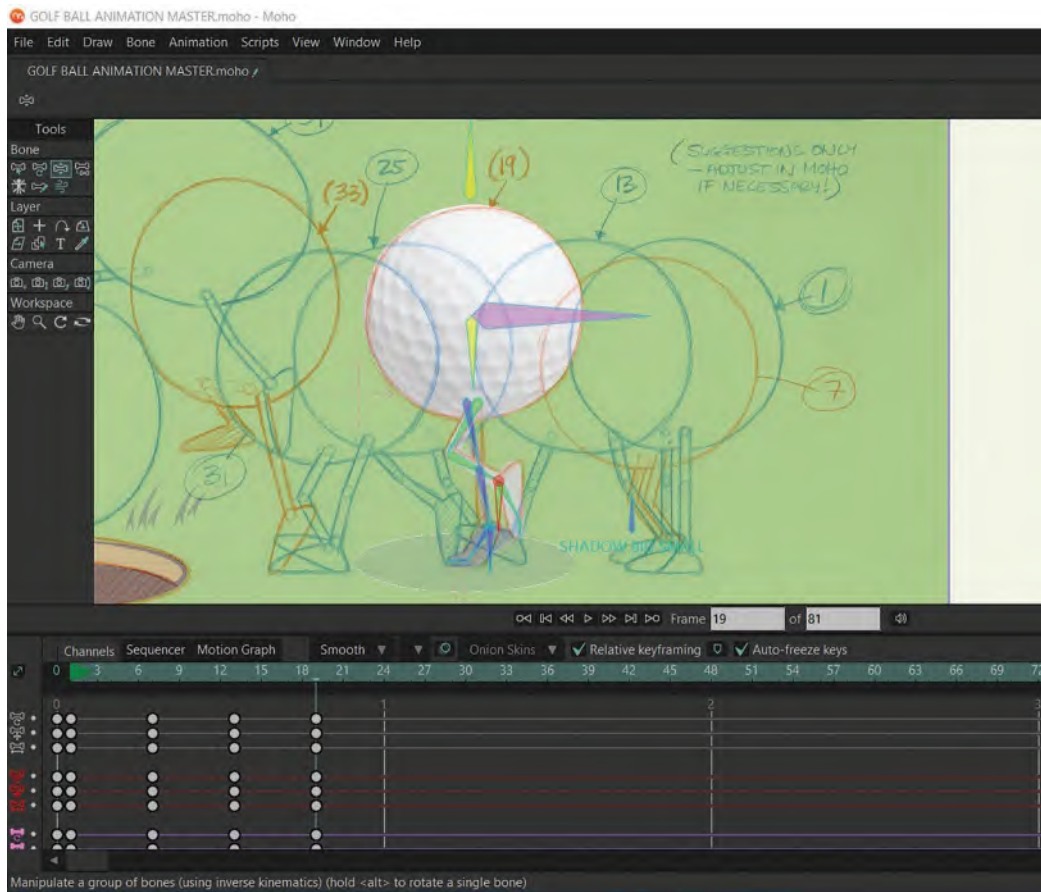 GOLF BALL ANIMATION MASTER.moho - Moho
File Edit Draw Bone Animation Scripts View Window Help
GOLF BALL ANIMATION MASTER.moho
Tools
Bone
Layer
T
Camera
Workspace
(33)
25
(19)
13
(SUGGESTIONS ONLY
- ADJUST IN MOHO
IF NECESSARY!)
1
7
31
SHADOW
Frame 19 of 81
Channels Sequencer Motion Graph Smooth Onion Skins Relative keyframing Auto-freeze keys
0 3 6 9 12 15 18 21 24 27 30 33 36 39 42 45 48 51 54 57 60 63 66 69 72
0 1 2 3
Manipulate a group of bones (using inverse kinematics) (hold <alt> to rotate a single bone)